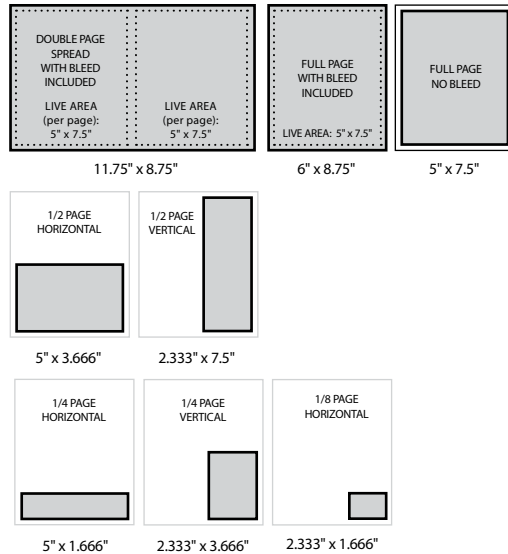 DOUBLE PAGE
SPREAD
WITH BLEED
INCLUDED
LIVE AREA
(per page):
5" x 7.5"
LIVE AREA
(per page):
5" x 7.5"
11.75" x 8.75"
FULL PAGE
WITH BLEED
INCLUDED
LIVE AREA: 5" x 7.5"
6" x 8.75"
FULL PAGE
NO BLEED
5" x 7.5"
1/2 PAGE
HORIZONTAL
5" x 3.666"
1/2 PAGE
VERTICAL
2.333" x 7.5"
1/4 PAGE
HORIZONTAL
5" x 1.666"
1/4 PAGE
VERTICAL
2.333" x 3.666"
1/8 PAGE
HORIZONTAL
2.333" x 1.666"